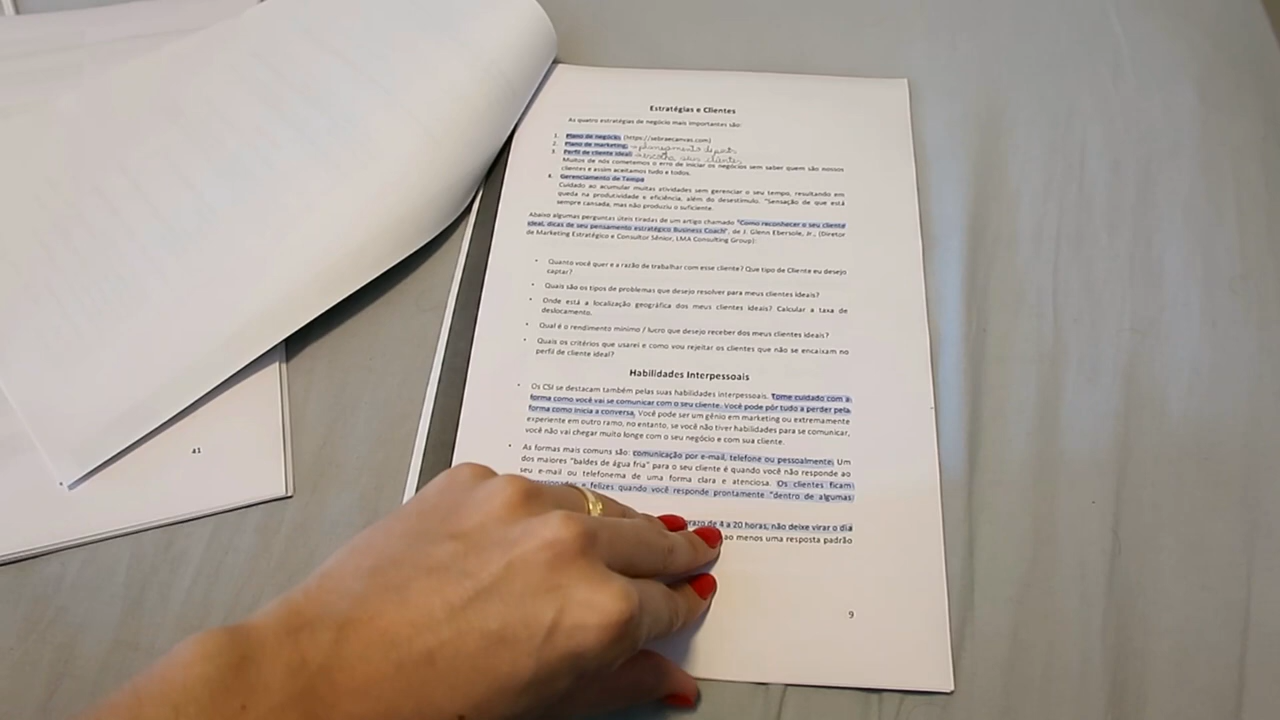 Estratégias e Clientes
As quatro estratégias de negócio mais importantes são:
1. Plano de negócio; (https://sebraecanvas.com)
2. Plano de marketing;
3. Perfil de cliente ideal:
Muitos de nós cometemos o erro de iniciar os negócios sem saber quem são nossos
clientes e assim aceitamos tudo e todos.
4. Gerenciamento de Tempo
Cuidado ao acumular muitas atividades sem gerenciar o seu tempo, resultando em
queda na produtividade e eficiência, além do desestímulo. "Sensação de que está
sempre cansada, mas não produziu o suficiente.
Abaixo algumas perguntas úteis tiradas de um artigo chamado "Como reconhecer o seu cliente
ideal, dicas de seu pensamento estratégico Business Coach", de J. Glenn Ebersole, Jr., (Diretor
de Marketing Estratégico e Consultor Sênior, LMA Consulting Group):
• Quanto você quer e a razão de trabalhar com esse cliente? Que tipo de Cliente eu desejo
captar?
• Quais são os tipos de problemas que desejo resolver para meus clientes ideais?
• Onde está a localização geográfica dos meus clientes ideais? Calcular a taxa de
deslocamento.
• Qual é o rendimento mínimo / lucro que desejo receber dos meus clientes ideais?
• Quais os critérios que usarei e como vou rejeitar os clientes que não se encaixam no
perfil de cliente ideal?
Habilidades Interpessoais
• Os CSI se destacam também pelas suas habilidades interpessoais. Tome cuidado com a
forma como você vai se comunicar com o seu cliente. Você pode pôr tudo a perder pela
forma como inicia a conversa. Você pode ser um gênio em marketing ou extremamente
experiente em outro ramo, no entanto, se você não tiver habilidades para se comunicar,
você não vai chegar muito longe com o seu negócio e com sua cliente.
• As formas mais comuns são: comunicação por e-mail, telefone ou pessoalmente. Um
dos maiores "baldes de água fria" para o seu cliente é quando você não responde ao
seu e-mail ou telefonema de uma forma clara e atenciosa. Os clientes ficam
e felizes quando você responde prontamente "dentro de algumas
prazo de 4 a 20 horas, não deixe virar o dia
ao menos uma resposta padrão
9
41